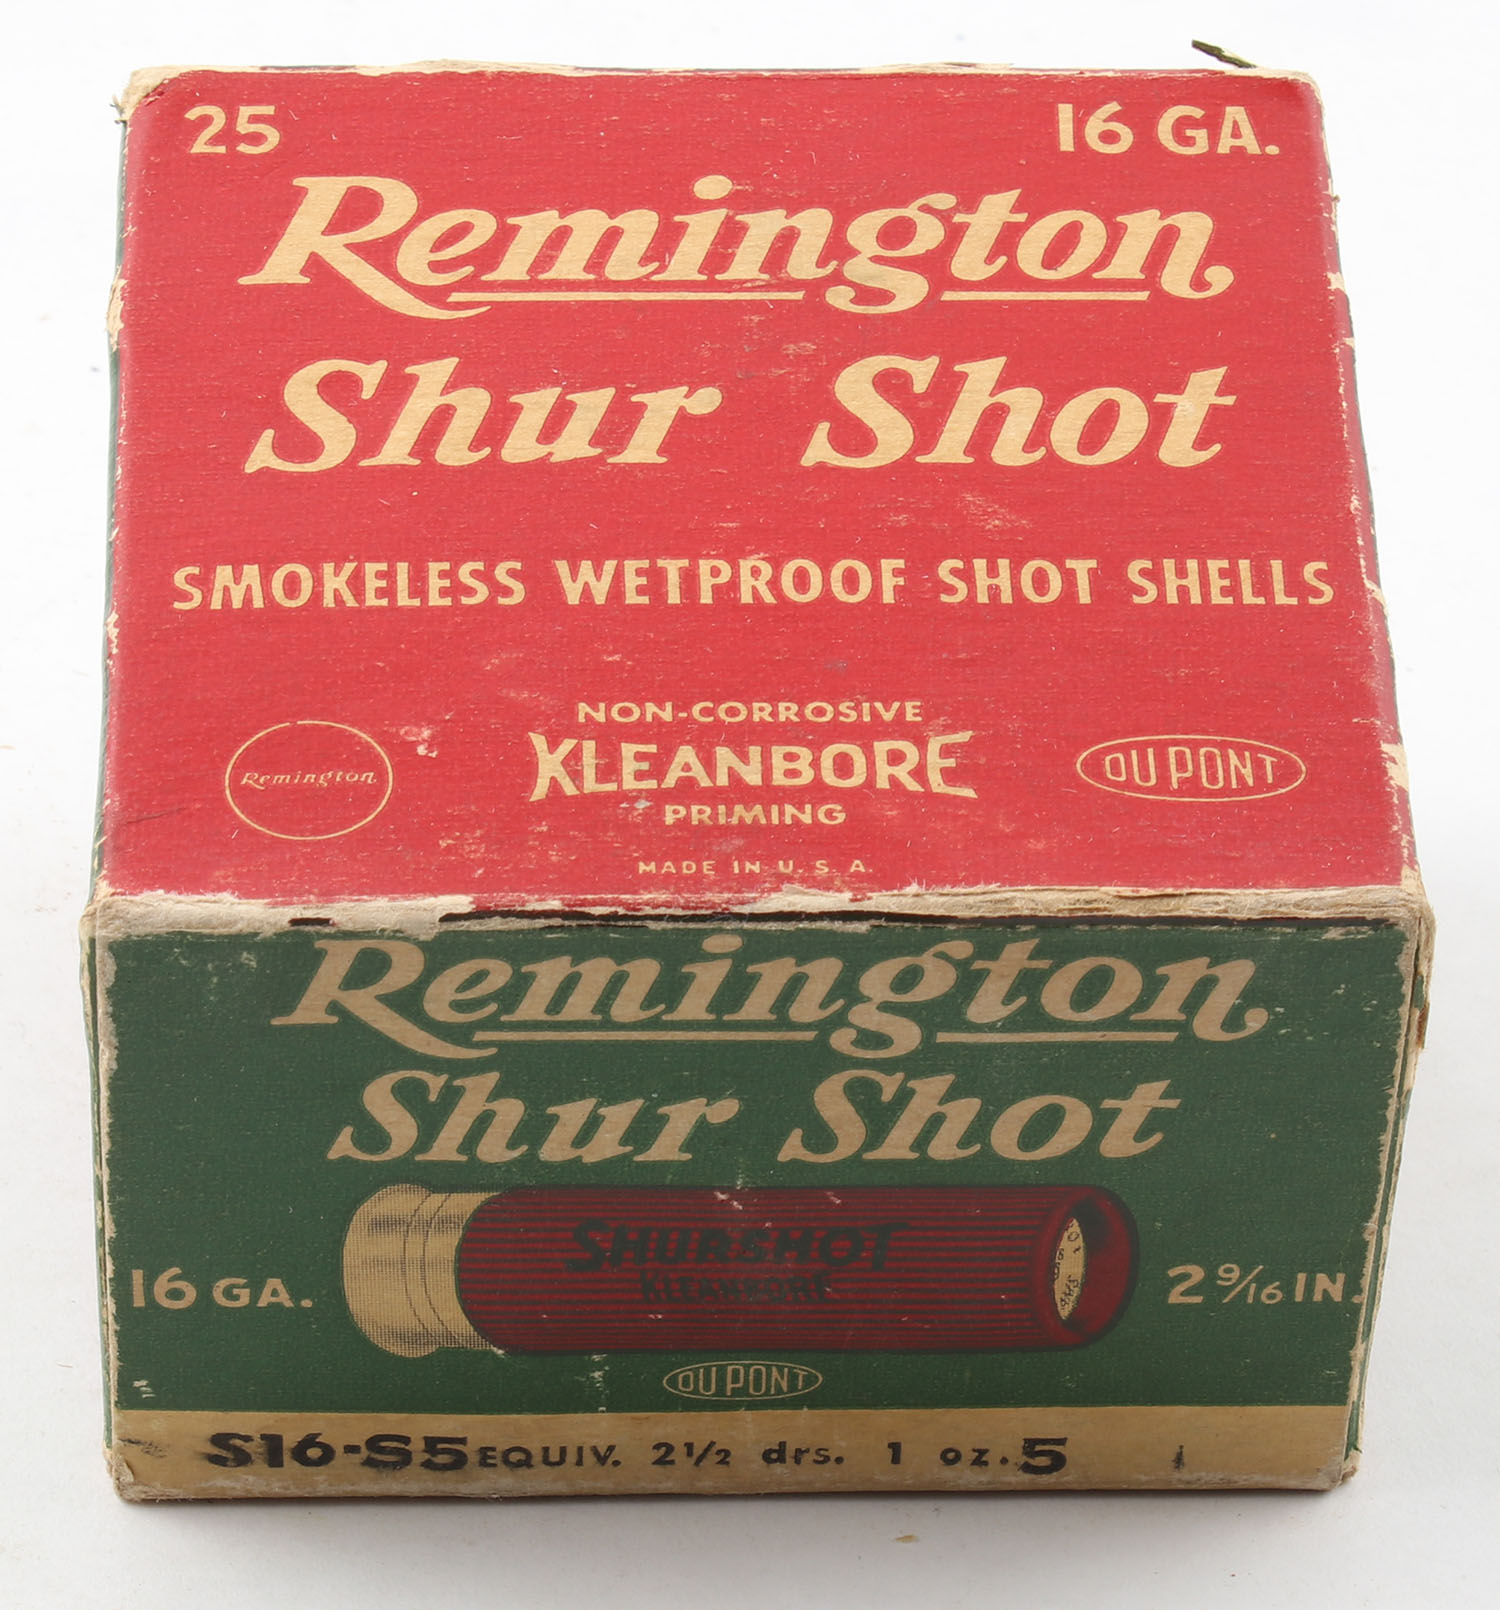 25 16 GA.
Remington
Shur Shot
SMOKELESS WETPROOF SHOT SHELLS
NON-CORROSIVE
Remington KLEANBORE DU PONT
PRIMING
MADE IN U. S. A.
Remington
Shur Shot
SHURSHOT
KLEANBORE
16 GA. 2 9/16 IN.
DU PONT
S16-S5 EQUIV. 2 1/2 drs. 1 oz. 5